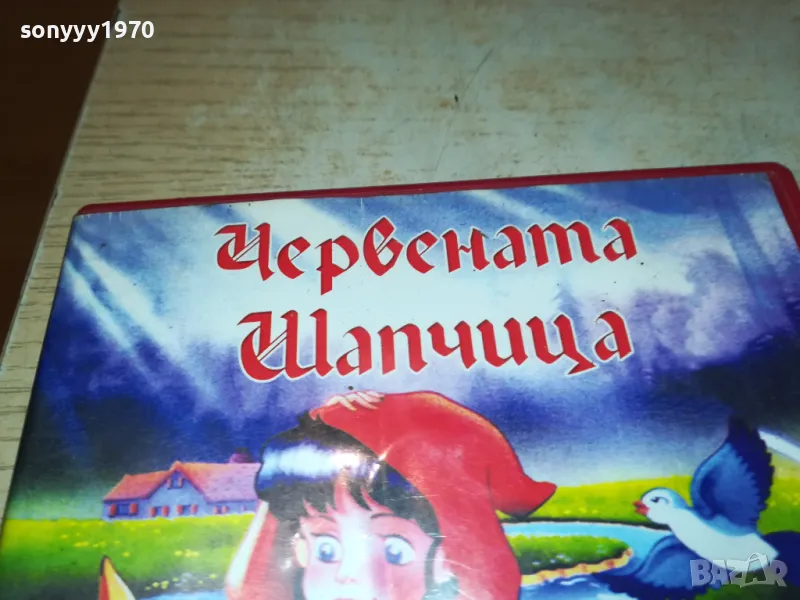 sonyyy1970
Червената
Шапчица
BAZAR